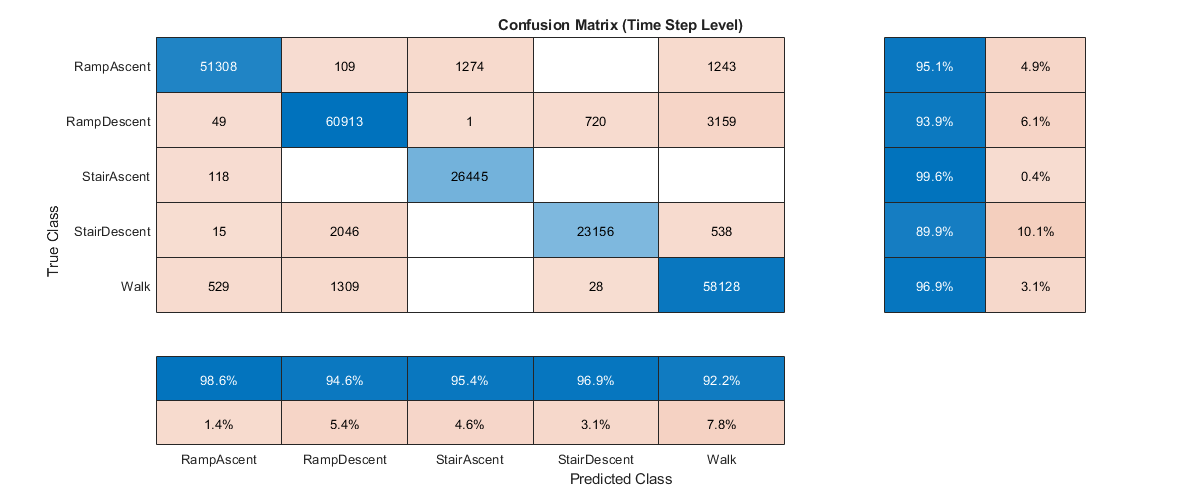 Confusion Matrix (Time Step Level)
RampAscent 51308 109 1274 1243 95.1% 4.9%
RampDescent 49 60913 1 720 3159 93.9% 6.1%
StairAscent 118 26445 99.6% 0.4%
StairDescent 15 2046 23156 538 89.9% 10.1%
Walk 529 1309 28 58128 96.9% 3.1%
True Class
98.6% 94.6% 95.4% 96.9% 92.2%
1.4% 5.4% 4.6% 3.1% 7.8%
RampAscent RampDescent StairAscent StairDescent Walk
Predicted Class